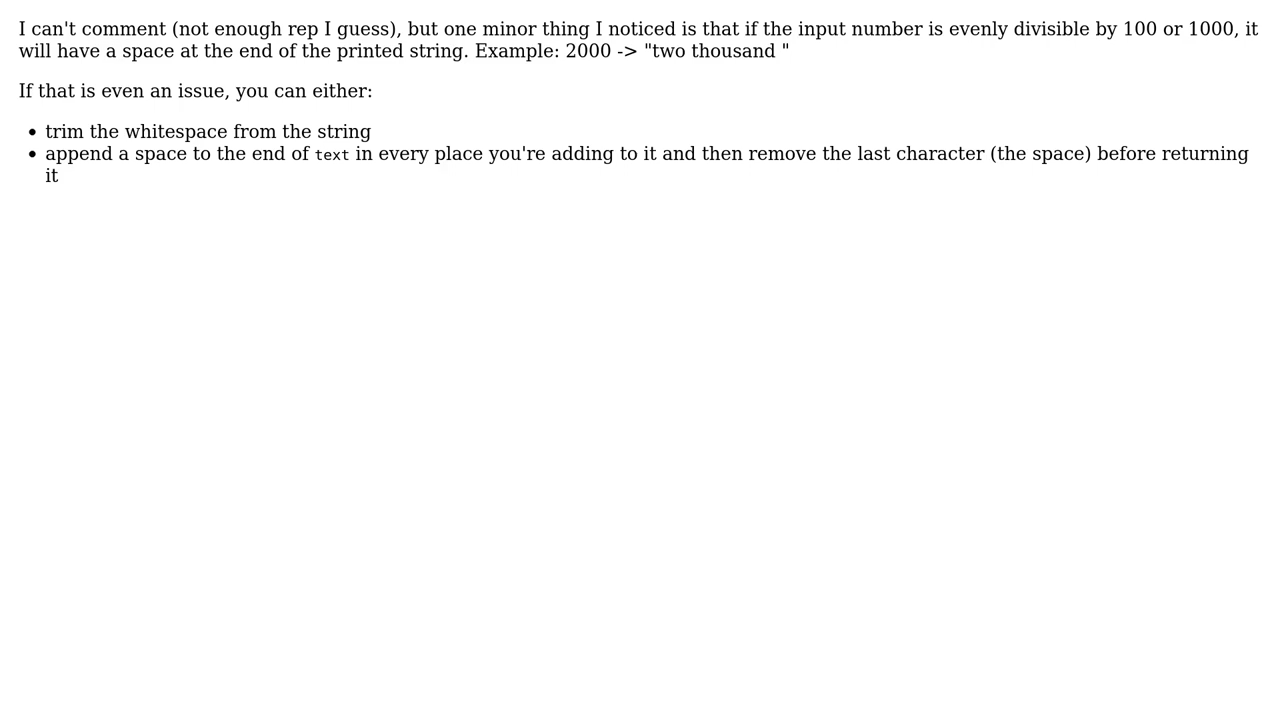 I can't comment (not enough rep I guess), but one minor thing I noticed is that if the input number is evenly divisible by 100 or 1000, it
will have a space at the end of the printed string. Example: 2000 -> "two thousand "
If that is even an issue, you can either:
• trim the whitespace from the string
• append a space to the end of text in every place you're adding to it and then remove the last character (the space) before returning
it